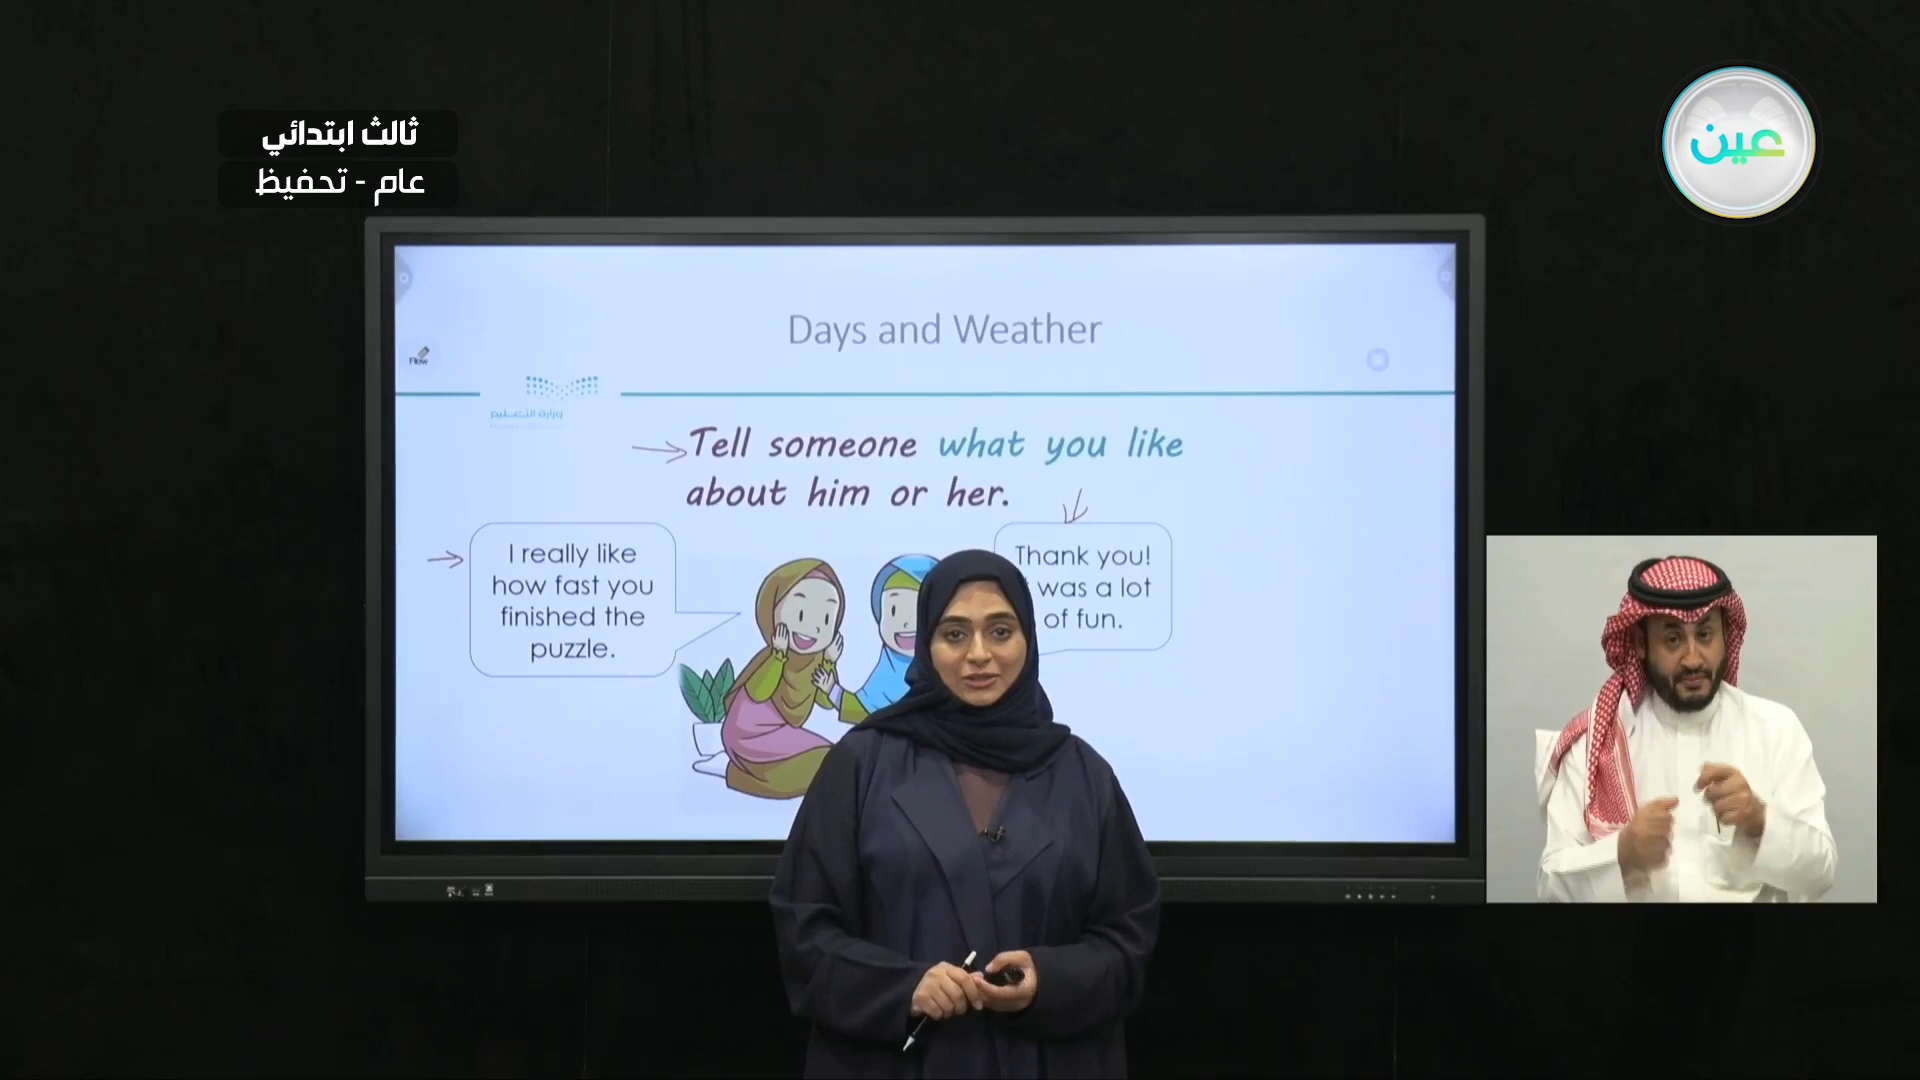 ثالث ابتدائي
عام - تحفيظ
عين
Days and Weather
Flow
وزارة التعليم
Tell someone what you like
about him or her.
I really like
how fast you
finished the
puzzle.
Thank you!
was a lot
of fun.